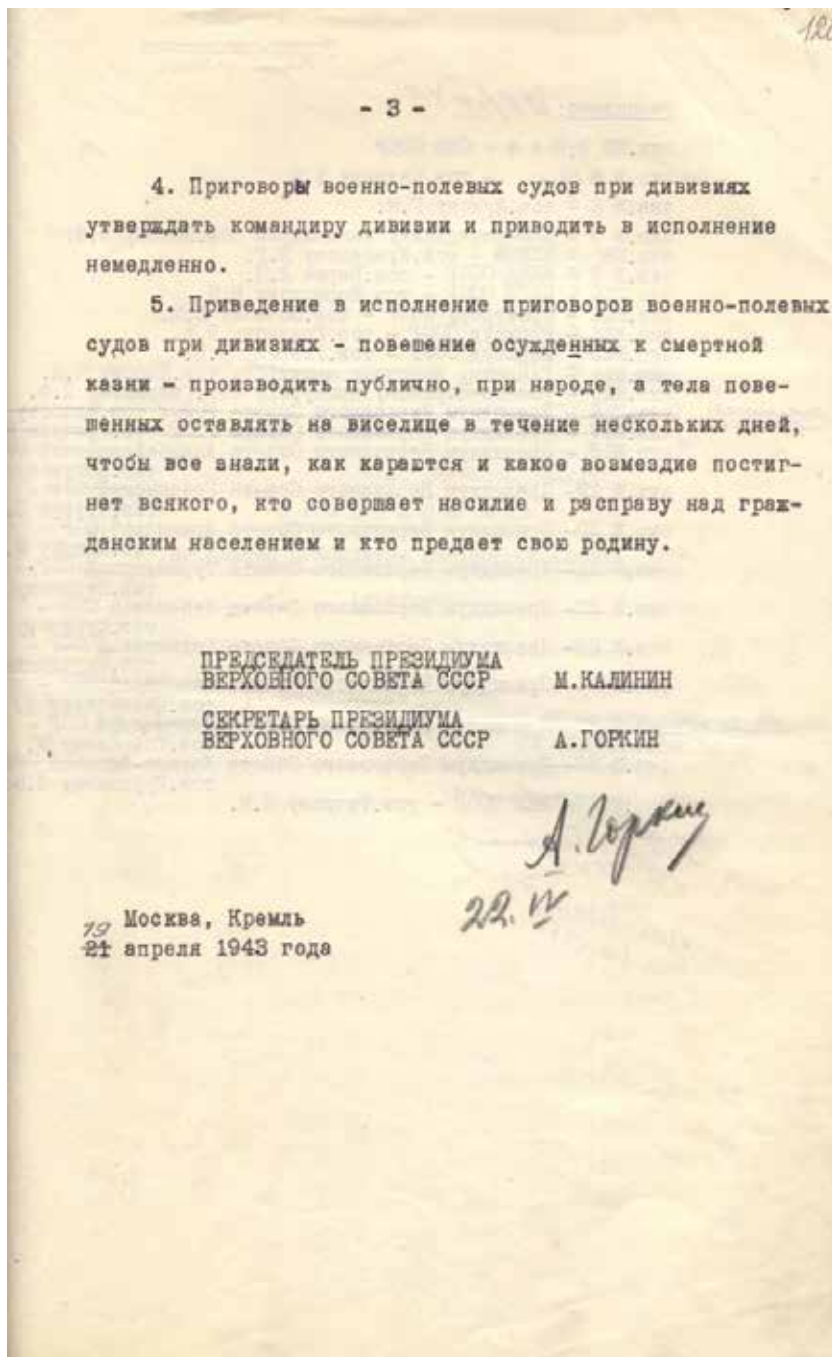 - 3 -
4. Приговоры военно-полевых судов при дивизиях
утверждать командиру дивизии и приводить в исполнение
немедленно.
5. Приведение в исполнение приговоров военно-полевых
судов при дивизиях - повешение осужденных к смертной
казни - производить публично, при народе, а тела пове-
шенных оставлять на виселице в течение нескольких дней,
чтобы все знали, как караются и какое возмездие постиг-
нет всякого, кто совершает насилие и расправу над граж-
данским населением и кто предает свою родину.
ПРЕДСЕДАТЕЛЬ ПРЕЗИДИУМА
ВЕРХОВНОГО СОВЕТА СССР М.КАЛИНИН
СЕКРЕТАРЬ ПРЕЗИДИУМА
ВЕРХОВНОГО СОВЕТА СССР А.ГОРКИН
А. Горкин
22. IV
Москва, Кремль
19
21 апреля 1943 года